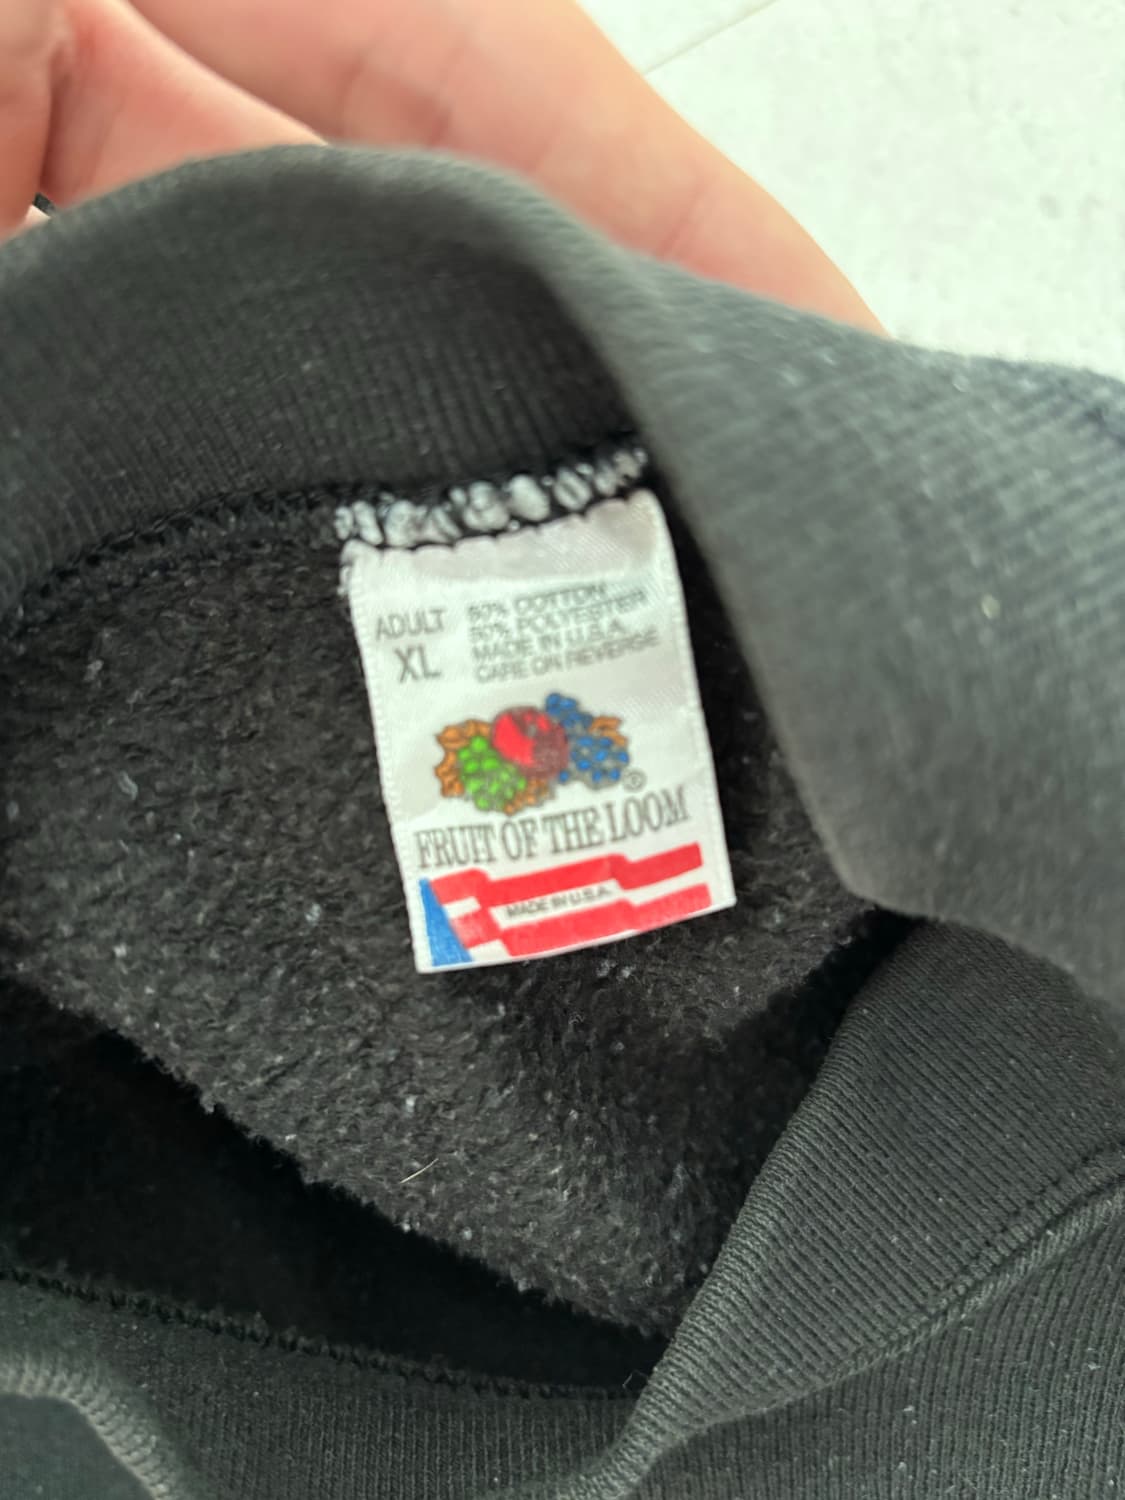 ADULT
XL
50% COTTON
50% POLYESTER
MADE IN U.S.A.
CARE ON REVERSE
®
FRUIT OF THE LOOM
MADE IN U.S.A.